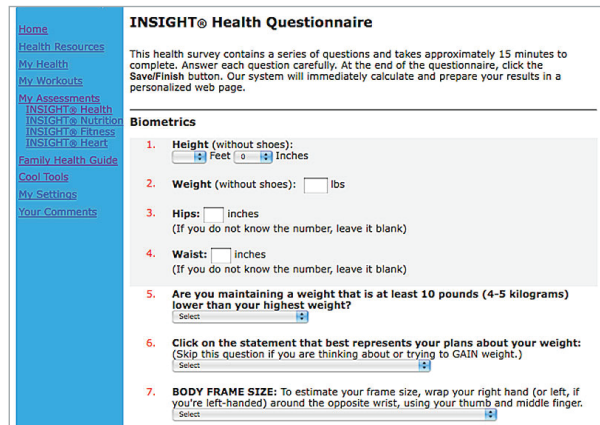 Home
Health Resources
My Health
My Workouts
My Assessments
INSIGHT® Health
INSIGHT® Nutrition
INSIGHT® Fitness
INSIGHT® Heart
Family Health Guide
Cool Tools
My Settings
Your Comments
INSIGHT® Health Questionnaire
This health survey contains a series of questions and takes approximately 15 minutes to
complete. Answer each question carefully. At the end of the questionnaire, click the
Save/Finish button. Our system will immediately calculate and prepare your results in a
personalized web page.
Biometrics
1. Height (without shoes):
Feet 0 Inches
2. Weight (without shoes): lbs
3. Hips: inches
(If you do not know the number, leave it blank)
4. Waist: inches
(If you do not know the number, leave it blank)
5. Are you maintaining a weight that is at least 10 pounds (4-5 kilograms)
lower than your highest weight?
Select
6. Click on the statement that best represents your plans about your weight:
(Skip this question if you are thinking about or trying to GAIN weight.)
Select
7. BODY FRAME SIZE: To estimate your frame size, wrap your right hand (or left, if
you're left-handed) around the opposite wrist, using your thumb and middle finger.
Select